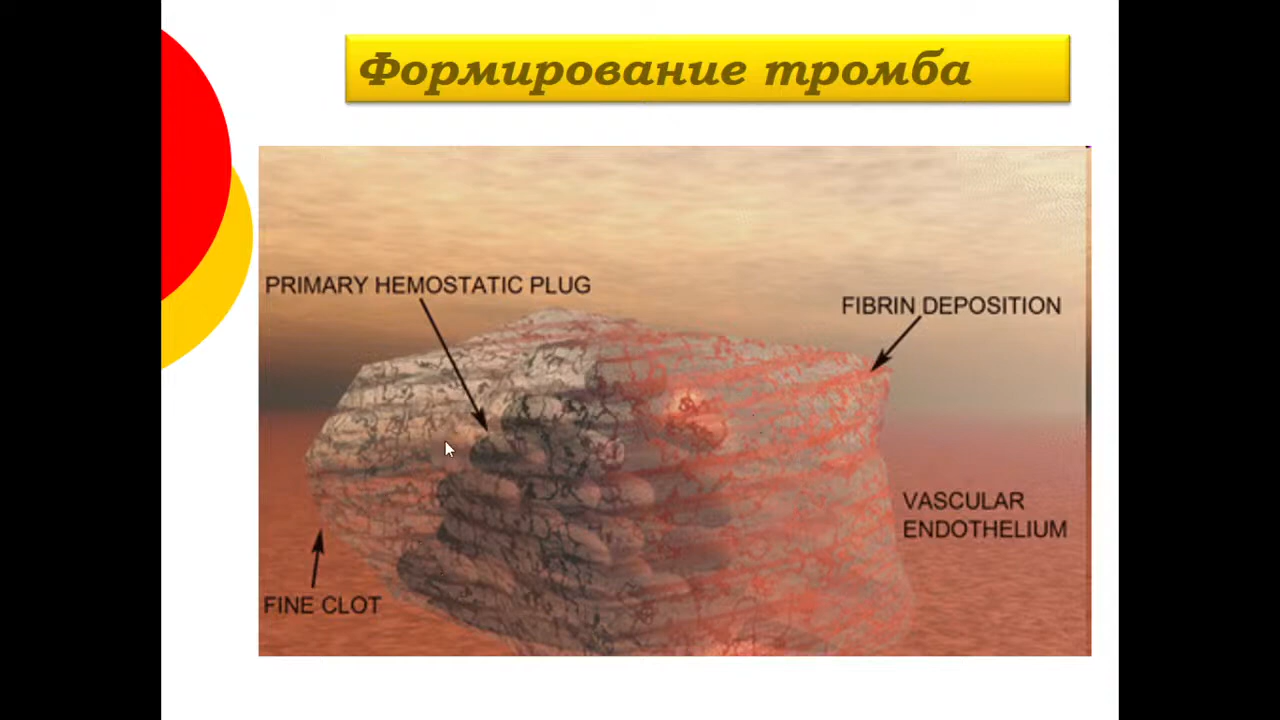 Формирование тромба
PRIMARY HEMOSTATIC PLUG
FIBRIN DEPOSITION
VASCULAR
ENDOTHELIUM
FINE CLOT